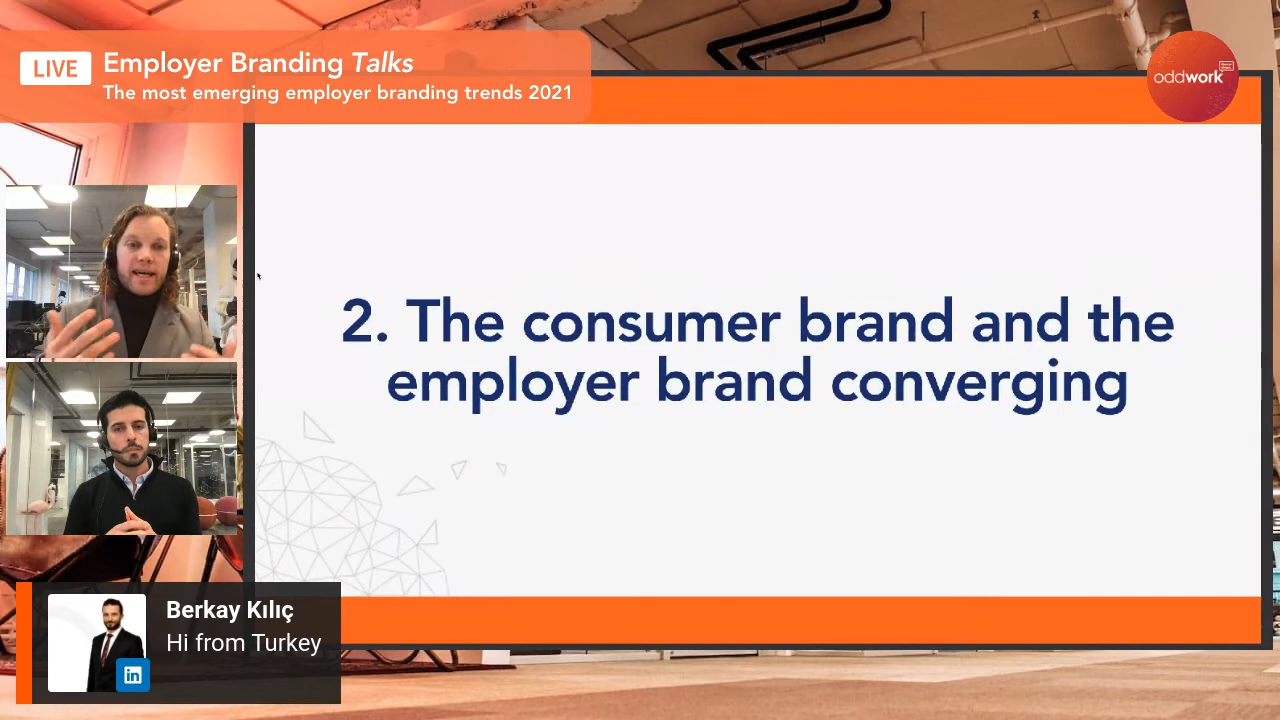 LIVE
Employer Branding Talks
The most emerging employer branding trends 2021
oddwork
2. The consumer brand and the
employer brand converging
Berkay Kılıç
Hi from Turkey
in